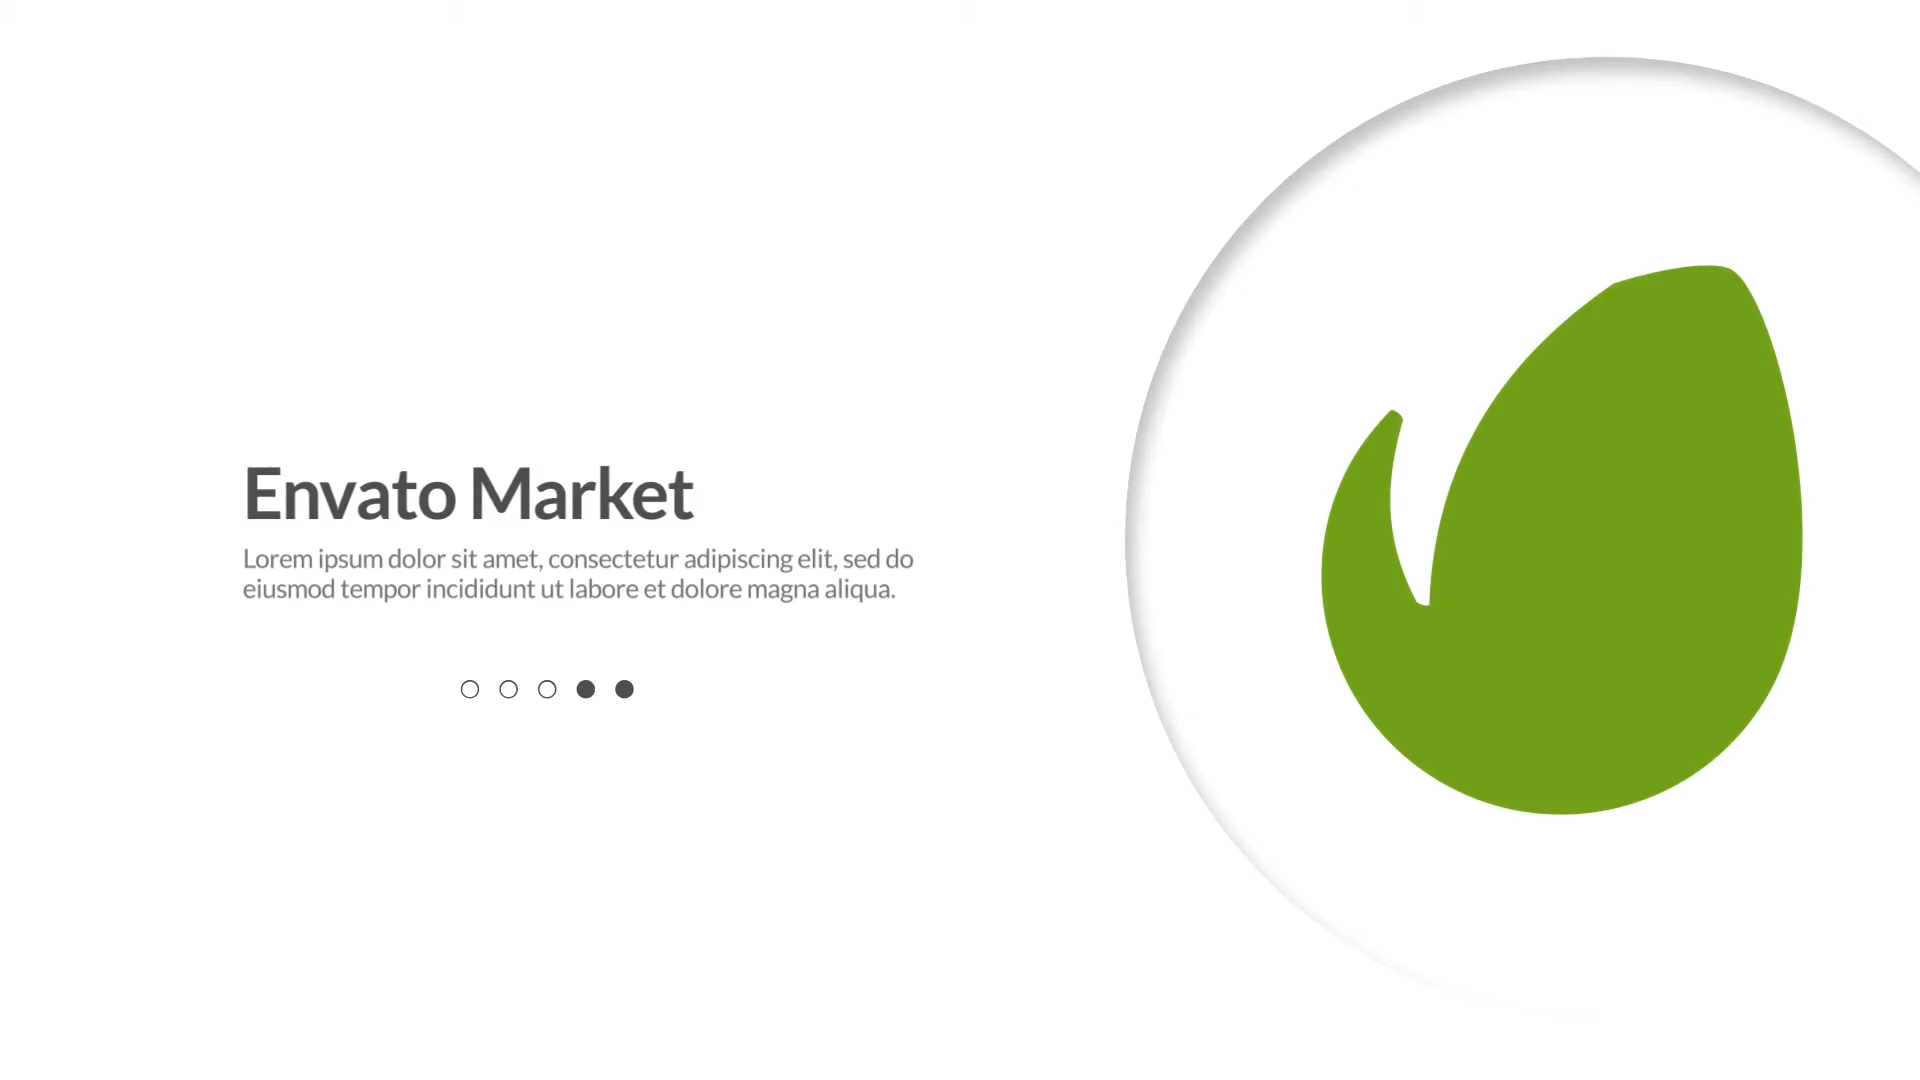 Envato Market
Lorem ipsum dolor sit amet, consectetur adipiscing elit, sed do
eiusmod tempor incididunt ut labore et dolore magna aliqua.